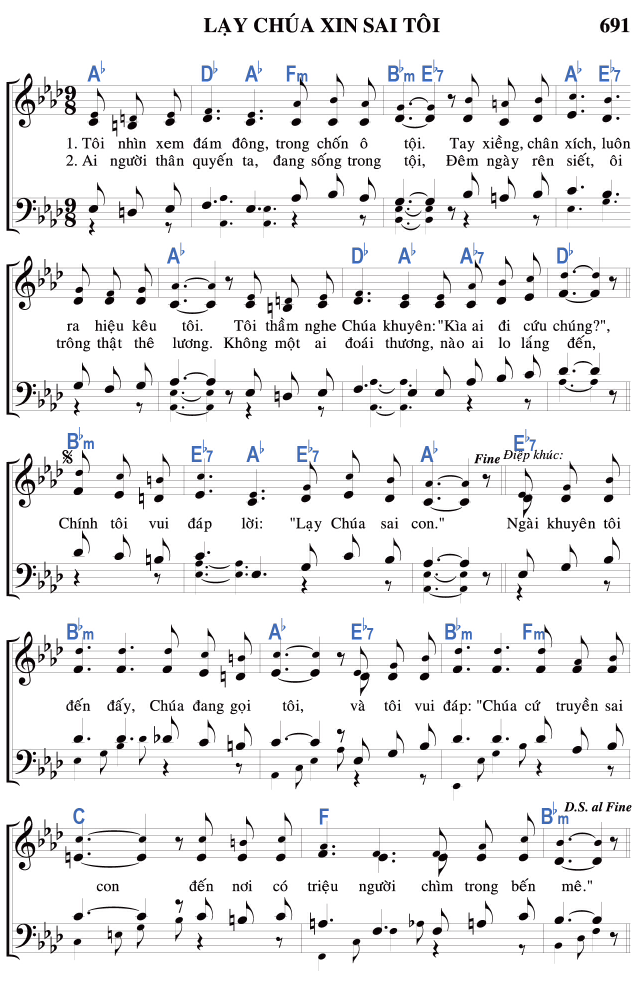 LẠY CHÚA XIN SAI TÔI 691
A♭ D♭ A♭ Fm B♭m E♭7 A♭ E♭7
1. Tôi nhìn xem đám đông, trong chốn ô tội. Tay xiềng, chân xích, luôn
2. Ai người thân quyến ta, đang sống trong tội, Đêm ngày rên siết, ôi
A♭ D♭ A♭ A♭7 D♭
ra hiệu kêu tôi. Tôi thầm nghe Chúa khuyên: "Kìa ai đi cứu chúng?",
trông thật thê lương. Không một ai đoái thương, nào ai lo lắng đến,
B♭m E♭7 A♭ E♭7 A♭ Fine Điệp khúc: E♭7
Chính tôi vui đáp lời: "Lạy Chúa sai con." Ngài khuyên tôi
B♭m A♭ E♭7 B♭m Fm
đến đấy, Chúa đang gọi tôi, và tôi vui đáp: "Chúa cứ truyền sai
C F B♭m D.S. al Fine
con đến nơi có triệu người chìm trong bến mê."